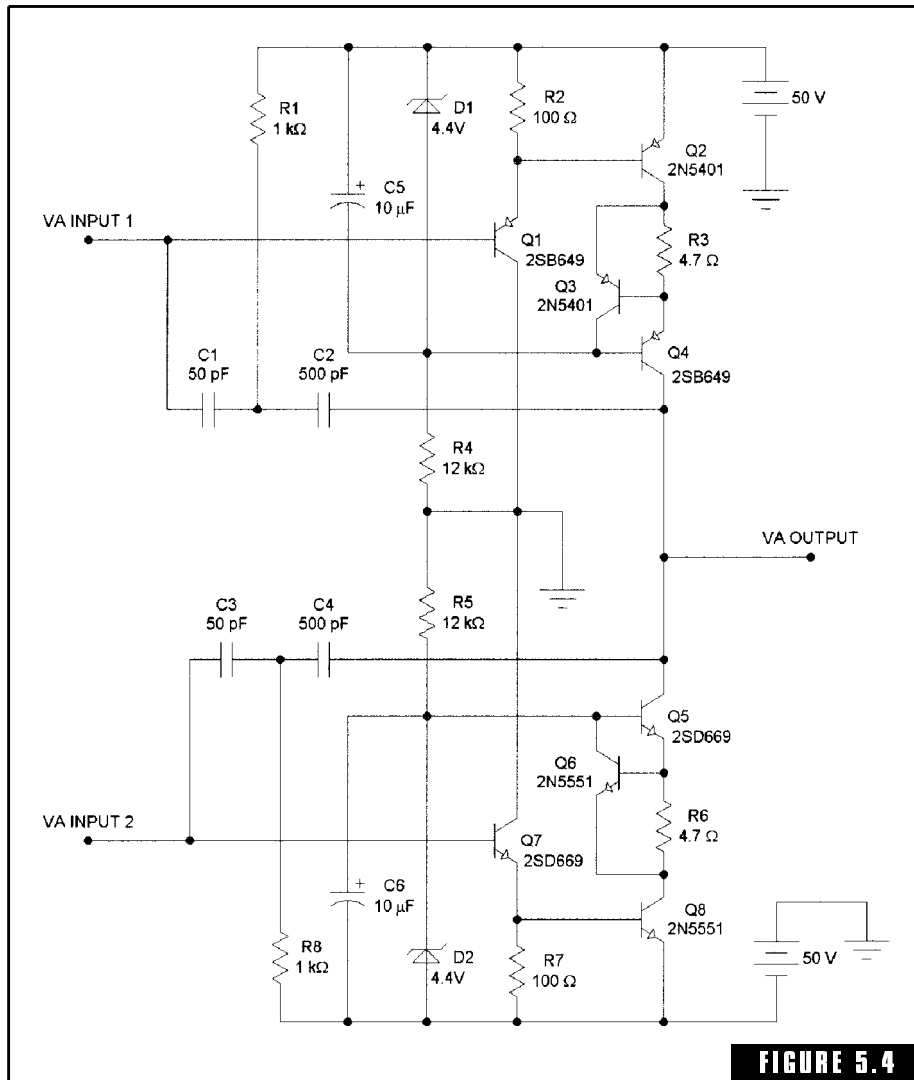 R1
1 kΩ
D1
4.4V
R2
100 Ω
50 V
Q2
2N5401
C5
+
10 µF
VA INPUT 1
Q1
2SB649
R3
4.7 Ω
Q3
2N5401
C1
50 pF
C2
500 pF
Q4
2SB649
R4
12 kΩ
VA OUTPUT
R5
12 kΩ
C3
50 pF
C4
500 pF
Q5
2SD669
Q6
2N5551
R6
4.7 Ω
VA INPUT 2
Q7
2SD669
C6
+
10 µF
Q8
2N5551
R8
1 kΩ
D2
4.4V
R7
100 Ω
50 V
FIGURE 5.4